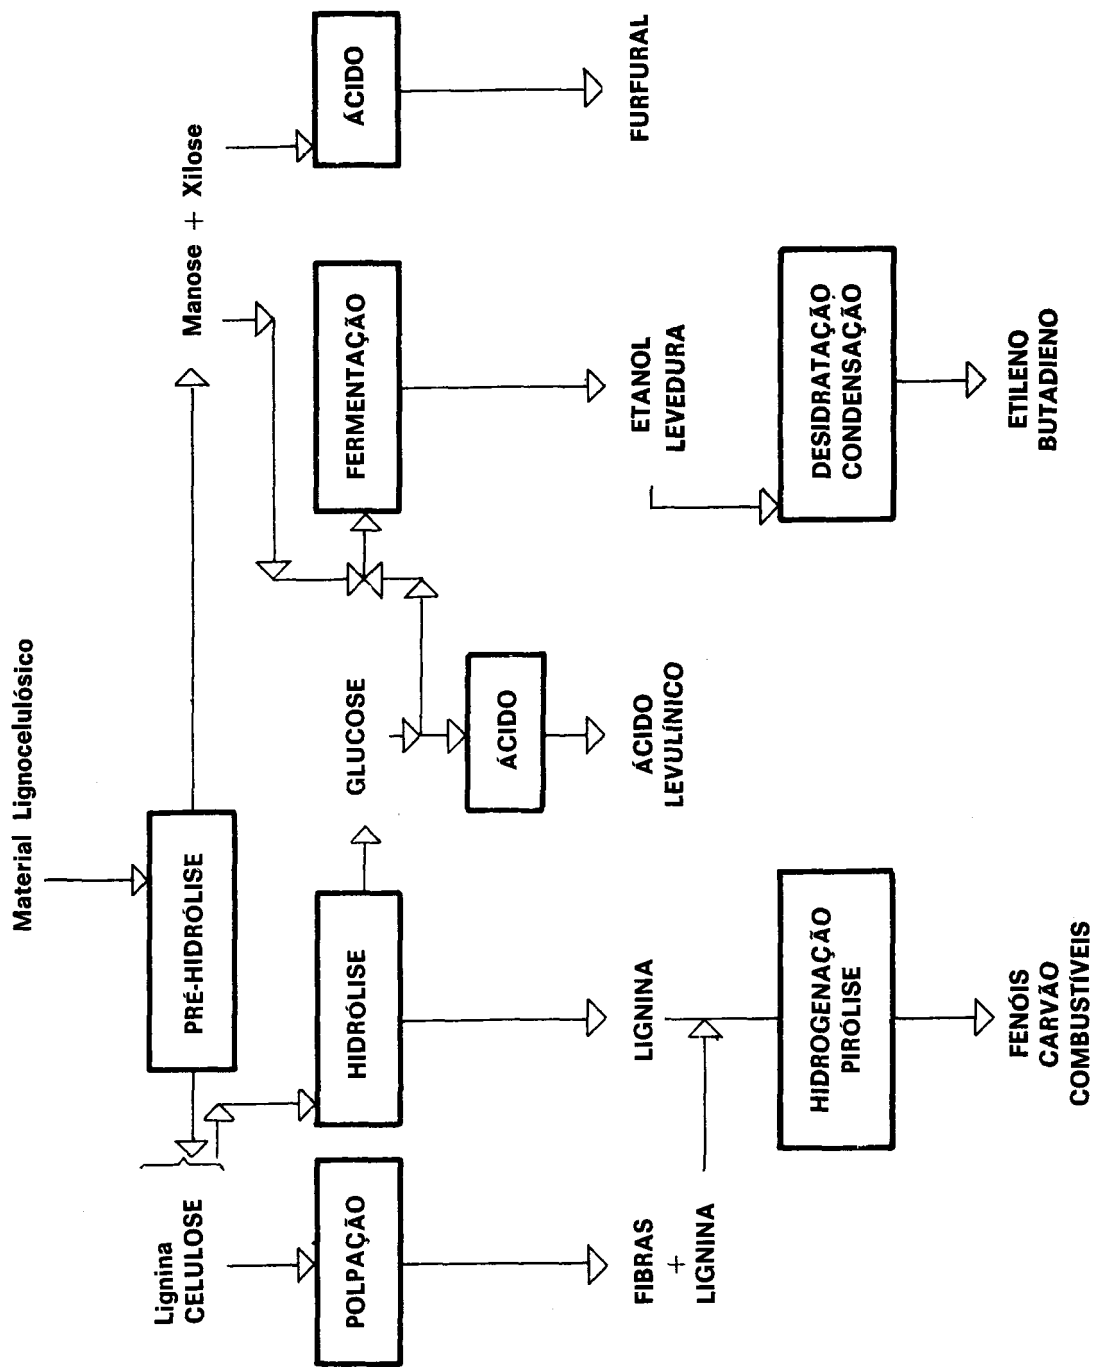 Material Lignocelulósico
PRÉ-HIDRÓLISE
Lignina
CELULOSE
Manose + Xilose
POLPAÇÃO
HIDRÓLISE
GLUCOSE
FERMENTAÇÃO
ÁCIDO
ÁCIDO
FIBRAS
+
LIGNINA
LIGNINA
ÁCIDO
LEVULÍNICO
ETANOL
LEVEDURA
FURFURAL
HIDROGENAÇÃO
PIRÓLISE
DESIDRATAÇÃO
CONDENSAÇÃO
FENÓIS
CARVÃO
COMBUSTÍVEIS
ETILENO
BUTADIENO